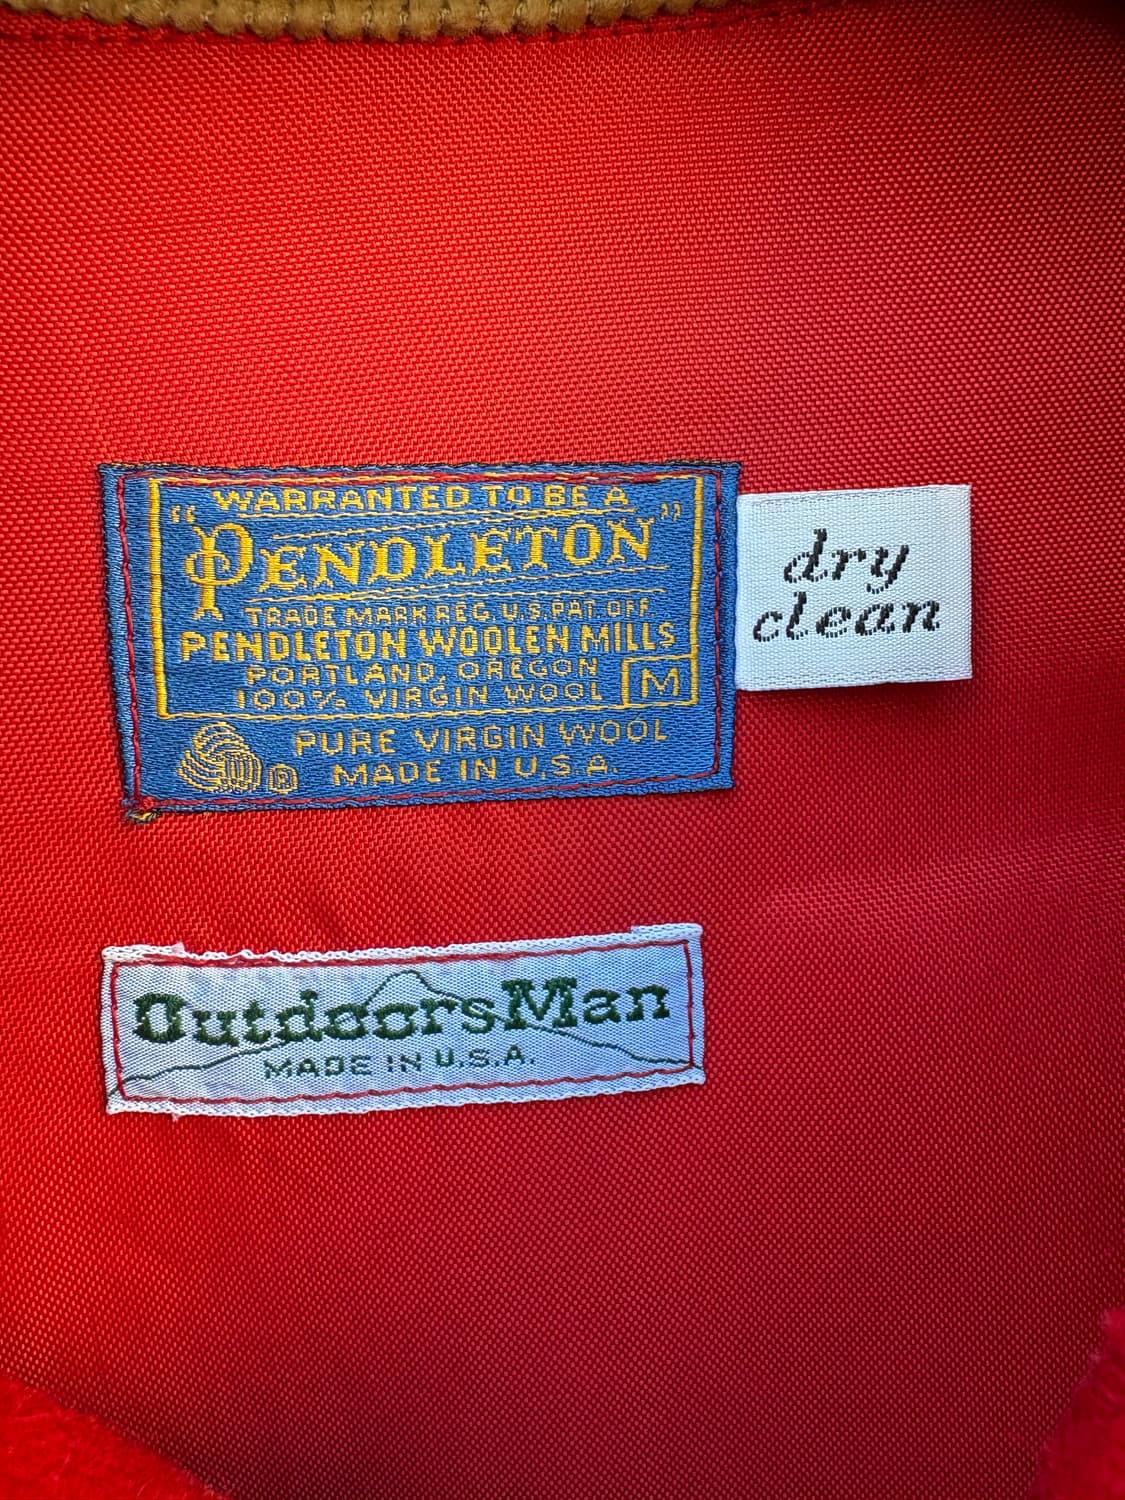 WARRANTED TO BE A
"PENDLETON"
TRADE MARK REG. U.S. PAT. OFF.
PENDLETON WOOLEN MILLS
PORTLAND, OREGON
100% VIRGIN WOOL M
® PURE VIRGIN WOOL
MADE IN U.S.A.
dry
clean
OutdoorsMan
MADE IN U.S.A.